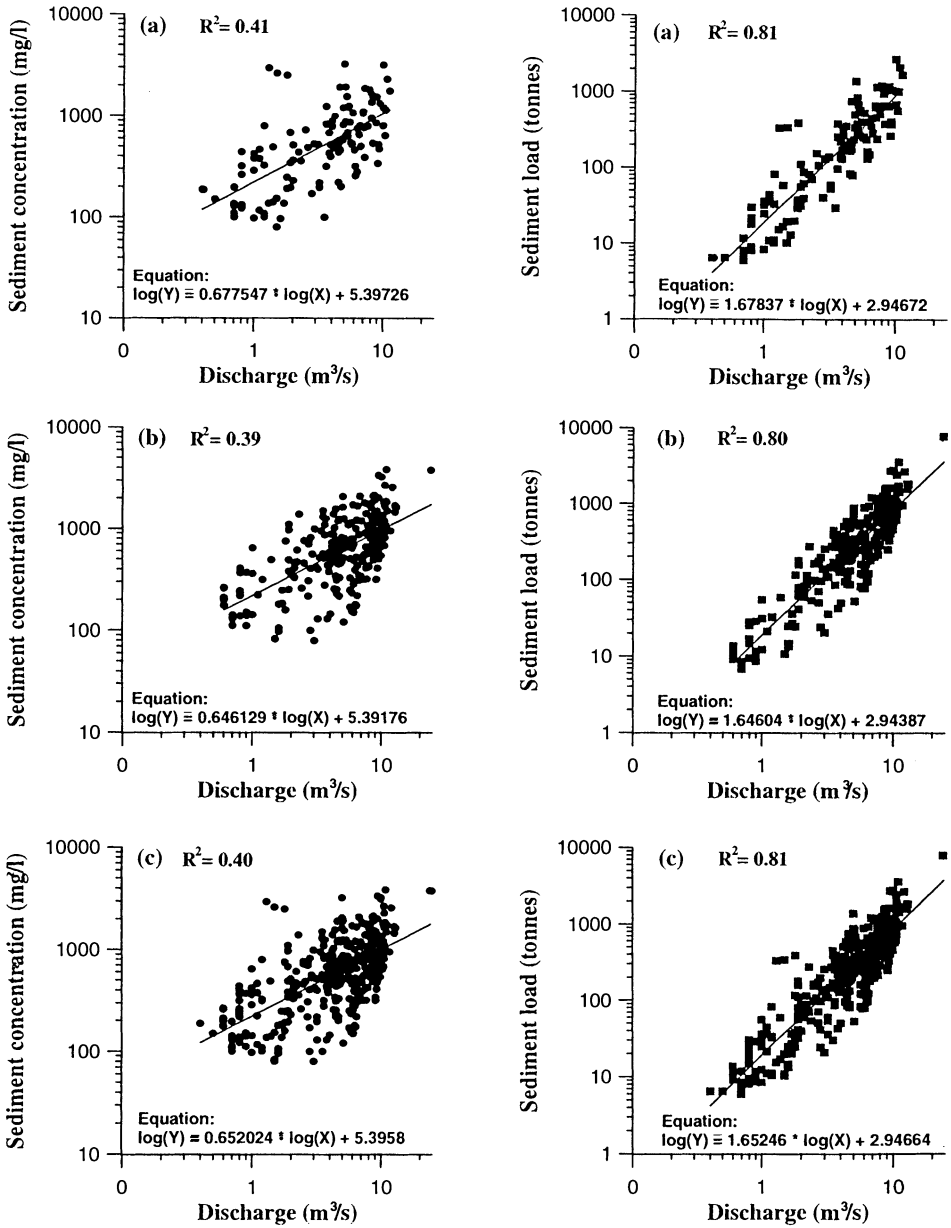 (a) R²= 0.41
Sediment concentration (mg/l)
10000
1000
100
10
Equation:
log(Y) = 0.677547 * log(X) + 5.39726
0 1 10
Discharge (m³/s)
(a) R²= 0.81
Sediment load (tonnes)
10000
1000
100
10
1
Equation:
log(Y) = 1.67837 * log(X) + 2.94672
0 1 10
Discharge (m³/s)
(b) R²= 0.39
Sediment concentration (mg/l)
10000
1000
100
10
Equation:
log(Y) = 0.646129 * log(X) + 5.39176
0 1 10
Discharge (m³/s)
(b) R²= 0.80
Sediment load (tonnes)
10000
1000
100
10
1
Equation:
log(Y) = 1.64604 * log(X) + 2.94387
0 1 10
Discharge (m³/s)
(c) R²= 0.40
Sediment concentration (mg/l)
10000
1000
100
10
Equation:
log(Y) = 0.652024 * log(X) + 5.3958
0 1 10
Discharge (m³/s)
(c) R²= 0.81
Sediment load (tonnes)
10000
1000
100
10
1
Equation:
log(Y) = 1.65246 * log(X) + 2.94664
0 1 10
Discharge (m³/s)